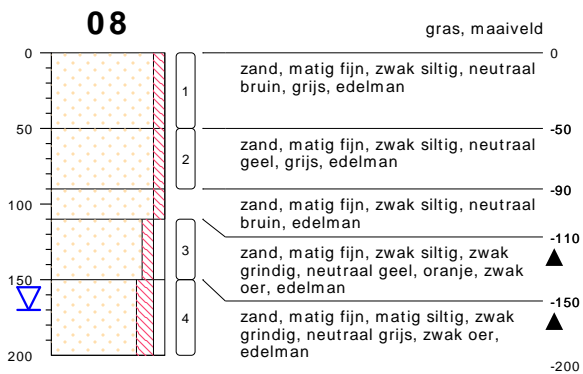 08
gras, maaiveld
0
0
zand, matig fijn, zwak siltig, neutraal
bruin, grijs, edelman
1
50
-50
zand, matig fijn, zwak siltig, neutraal
geel, grijs, edelman
2
-90
100
zand, matig fijn, zwak siltig, neutraal
bruin, edelman
-110
3
zand, matig fijn, zwak siltig, zwak
grindig, neutraal geel, oranje, zwak
oer, edelman
150
-150
4
zand, matig fijn, matig siltig, zwak
grindig, neutraal grijs, zwak oer,
edelman
200
-200